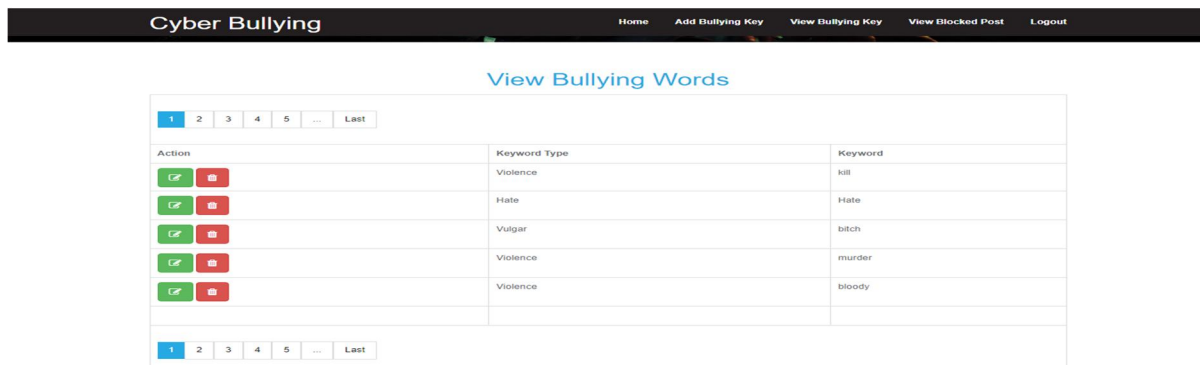 Cyber Bullying Home Add Bullying Key View Bullying Key View Blocked Post Logout
View Bullying Words
1 2 3 4 5 ... Last
Action Keyword Type Keyword
Violence kill
Hate Hate
Vulgar bitch
Violence murder
Violence bloody
1 2 3 4 5 ... Last